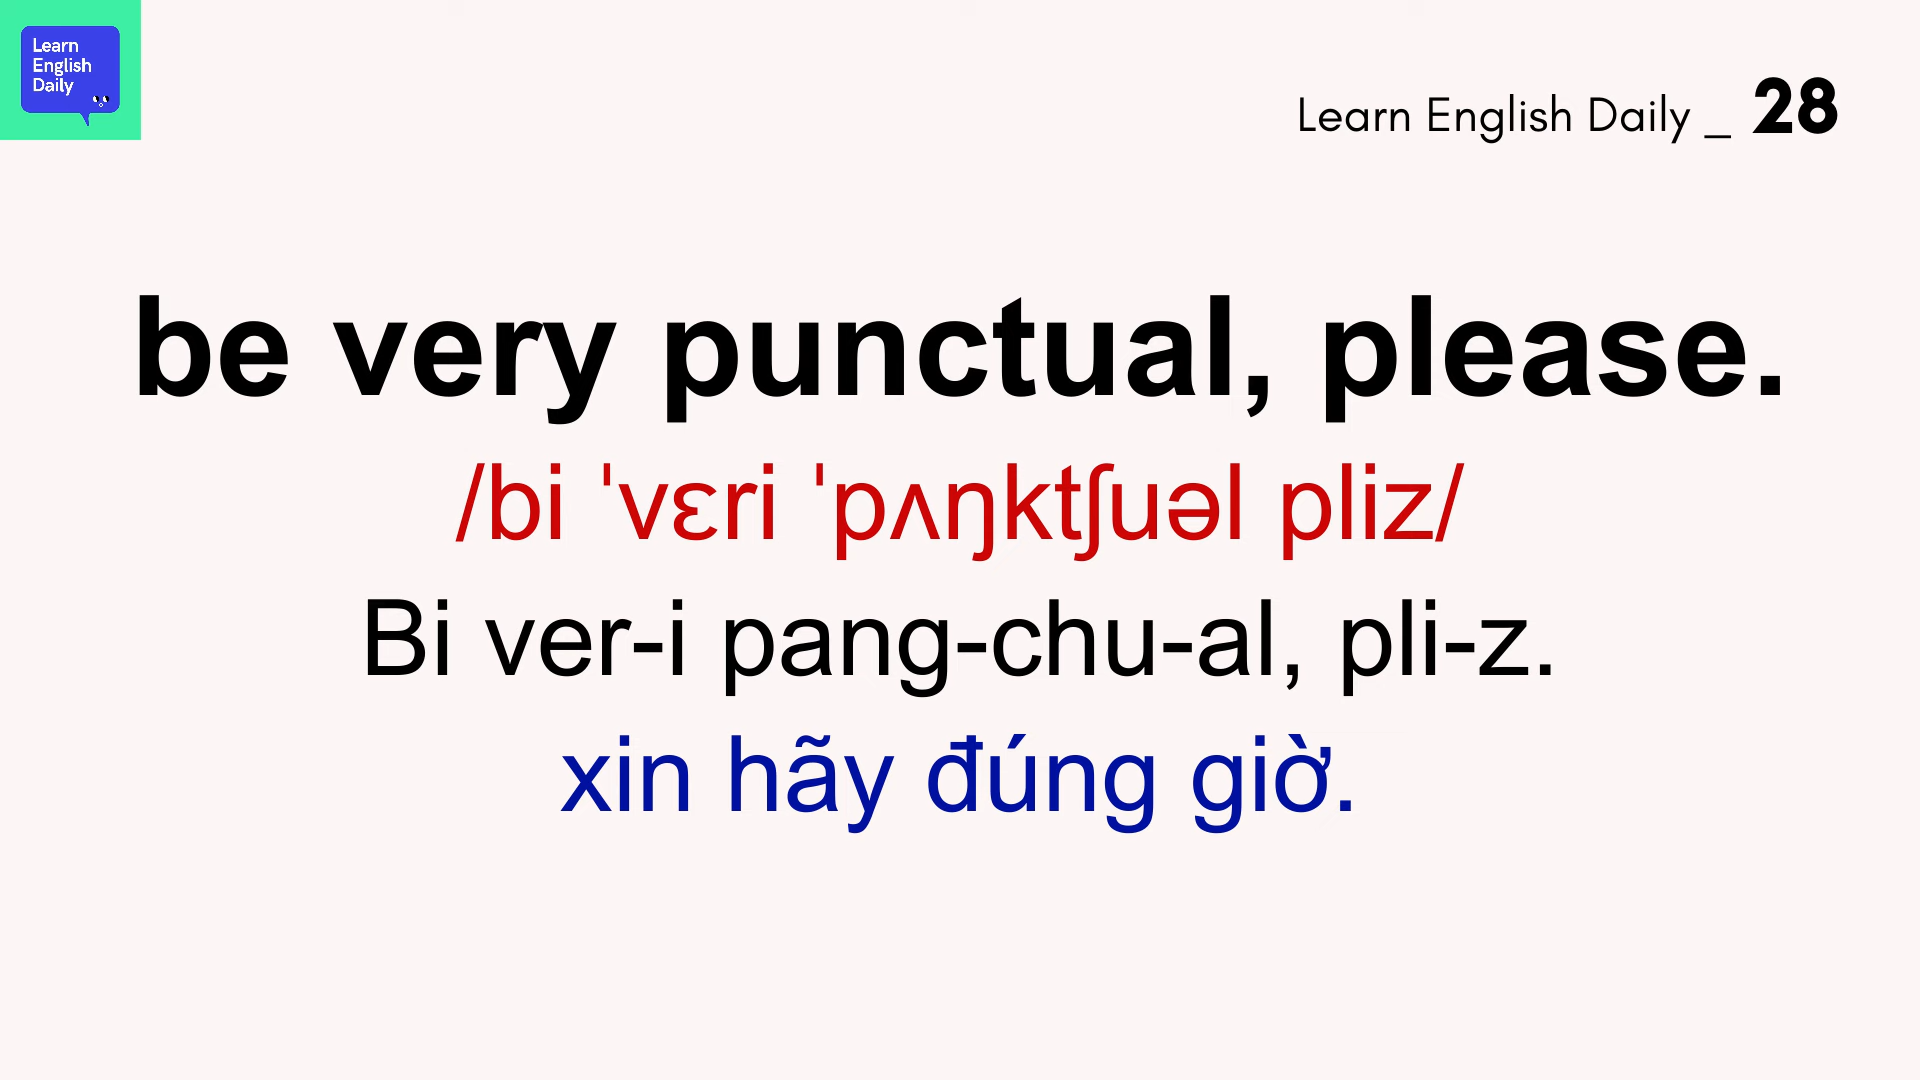 Learn
English
Daily
Learn English Daily _ 28
be very punctual, please.
/bi ˈvɛri ˈpʌŋktʃuəl pliz/
Bi ver-i pang-chu-al, pli-z.
xin hãy đúng giờ.